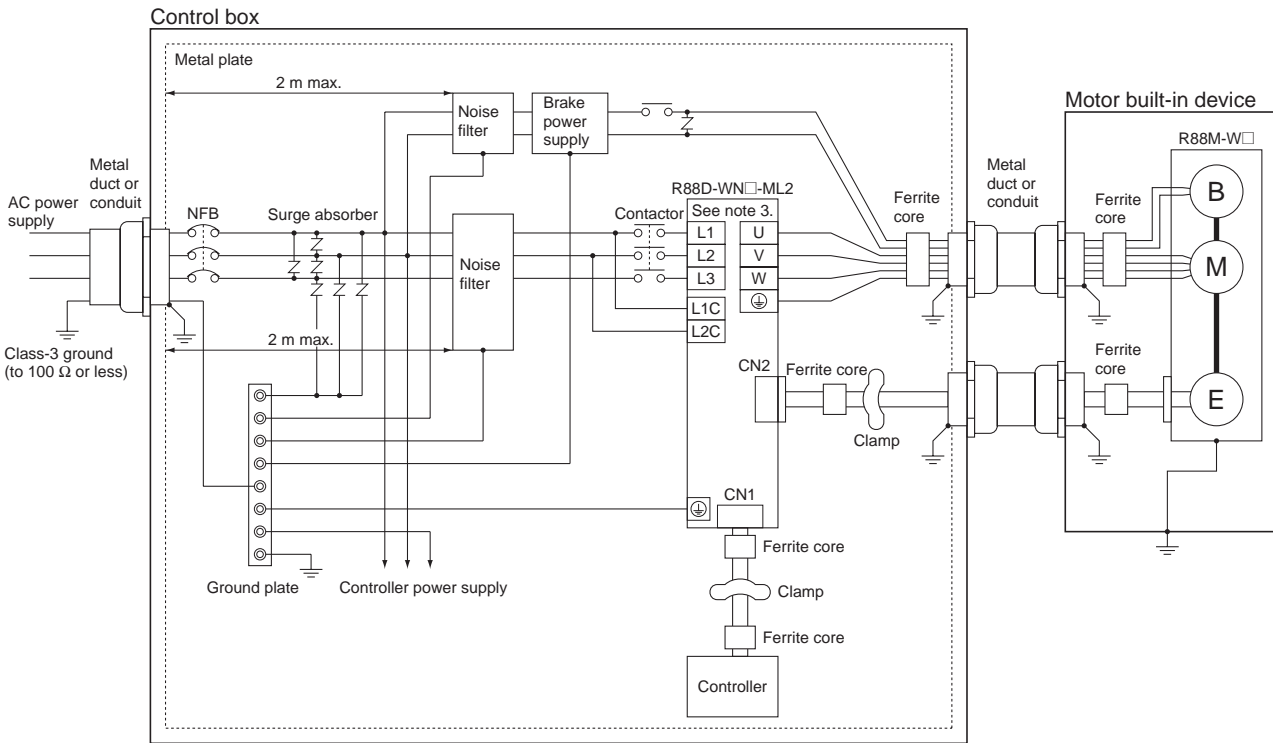 Control box
Metal plate
2 m max.
Noise
filter
Brake
power
supply
Motor built-in device
R88M-W□
Metal
duct or
conduit
AC power
supply
NFB
Surge absorber
Noise
filter
Contactor
R88D-WN□-ML2
See note 3.
L1
L2
L3
L1C
L2C
U
V
W
Ferrite
core
Metal
duct or
conduit
Ferrite
core
B
M
E
Class-3 ground
(to 100 Ω or less)
2 m max.
CN2
Ferrite core
Clamp
Ferrite
core
CN1
Ferrite core
Clamp
Ferrite core
Controller
Ground plate
Controller power supply